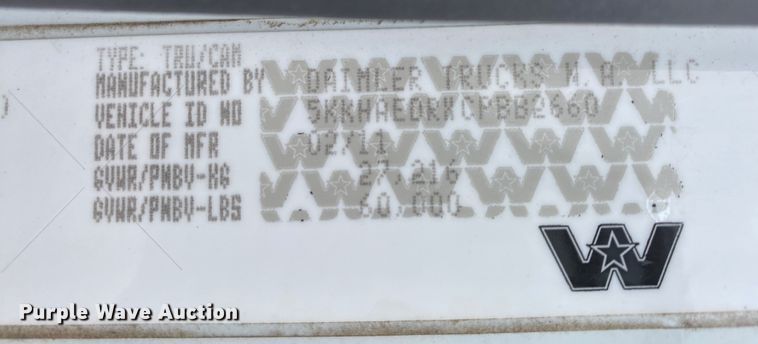 TYPE: TRU/CAM
MANUFACTURED BY DAIMLER TRUCKS N.A. LLC
VEHICLE ID NO 5KKHAEDRKCPBB2660
DATE OF MFR 02/11
GVWR/PNBV-KG 27,216
GVWR/PNBV-LBS 60,000
Purple Wave Auction